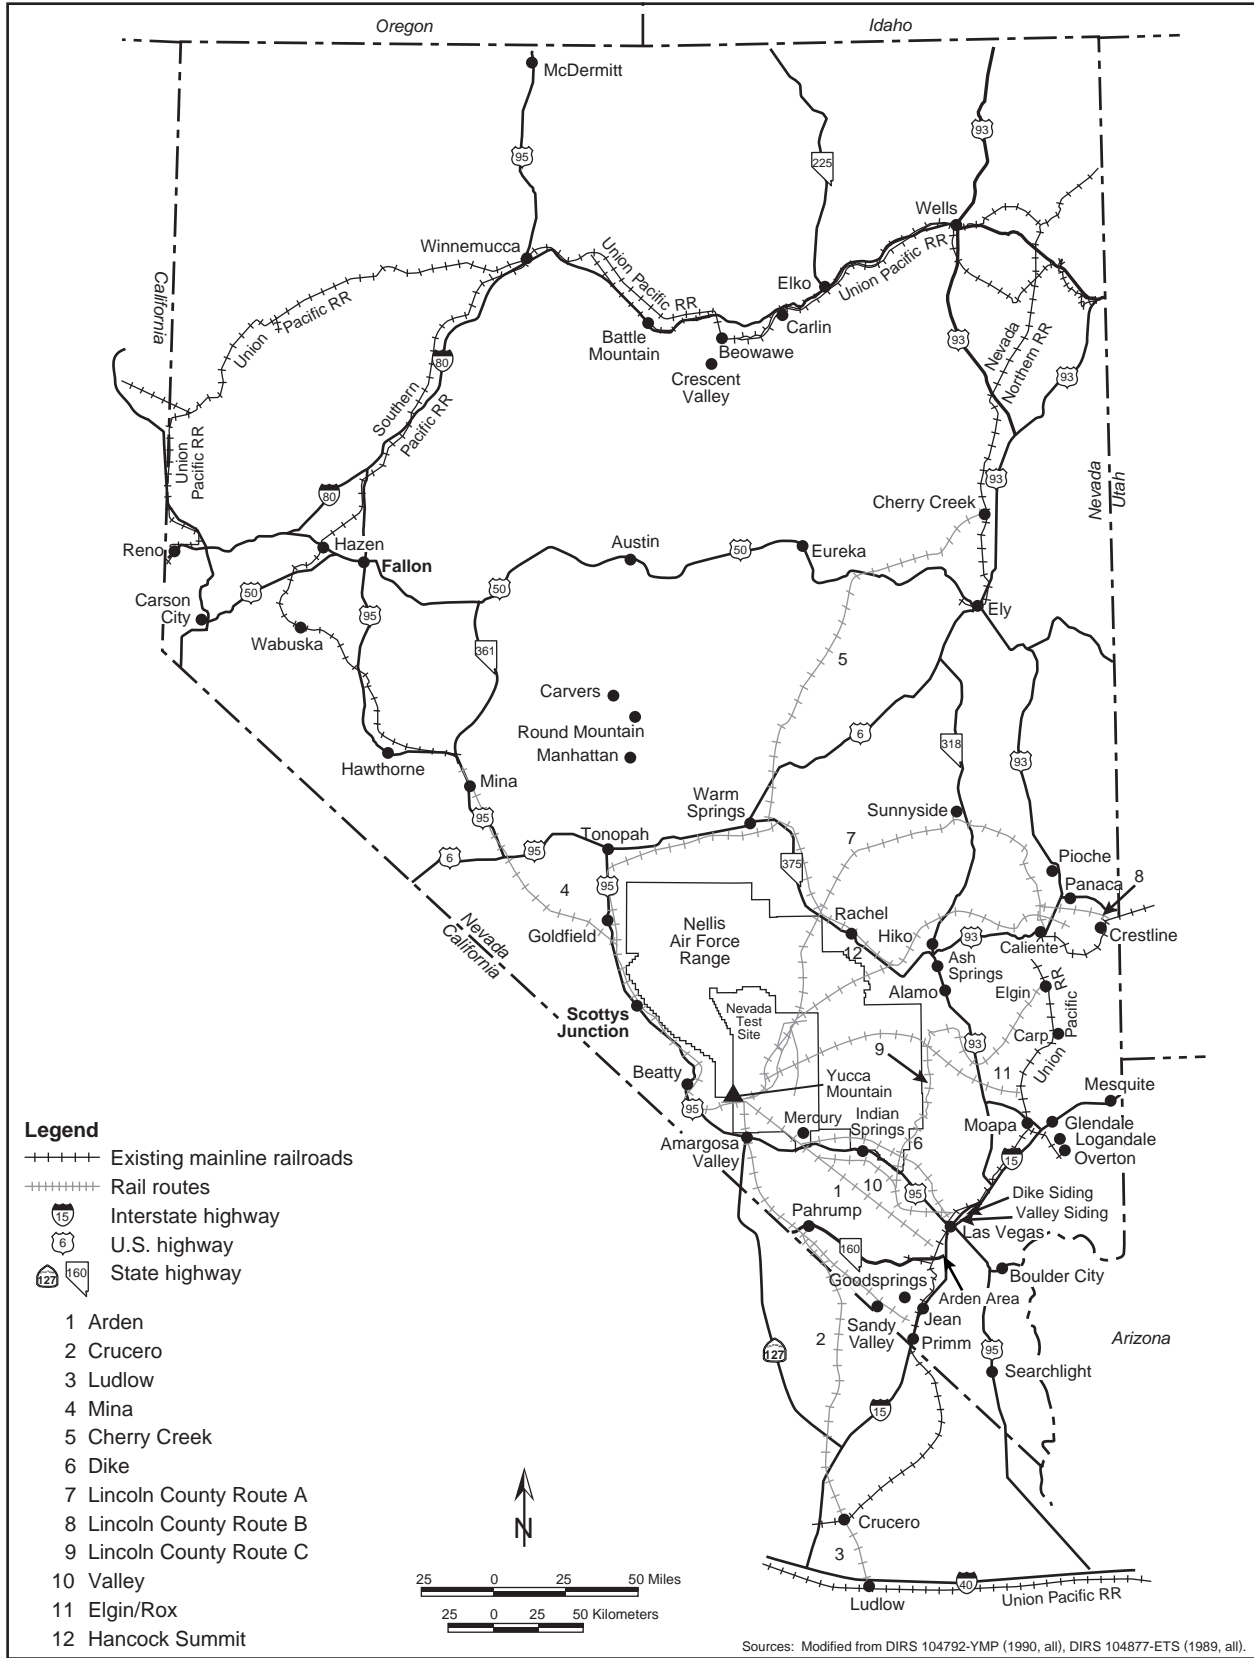 Oregon
Idaho
McDermitt
95
225
93
Wells
Winnemucca
Union Pacific RR
Elko
Union Pacific RR
California
Union Pacific RR
Battle
Mountain
Carlin
Beowawe
Crescent
Valley
80
93
Nevada
Northern RR
93
Southern
Pacific RR
Union
Pacific RR
80
93
Nevada
Utah
Cherry Creek
Reno
Hazen
Fallon
Austin
50
Eureka
Carson
City
50
95
50
Ely
Wabuska
361
5
Carvers
Round Mountain
Manhattan
6
318
93
Hawthorne
Mina
95
Warm
Springs
Sunnyside
Tonopah
7
6
95
375
Pioche
Panaca
8
4
95
Nevada
California
Goldfield
Nellis
Air Force
Range
Rachel
12
Hiko
93
Caliente
Crestline
Ash
Springs
Alamo
Elgin
Scottys
Junction
Nevada
Test
Site
Carp
Union Pacific RR
93
9
11
Beatty
Yucca
Mountain
Mesquite
95
Mercury
Indian
Springs
Moapa
Glendale
Logandale
Overton
Amargosa
Valley
6
15
1
10
95
Dike Siding
Valley Siding
Las Vegas
Pahrump
160
Goodsprings
Boulder City
Arden Area
Sandy
Valley
Jean
Primm
Arizona
2
127
95
Searchlight
15
Crucero
3
40
Union Pacific RR
Ludlow
Legend
Existing mainline railroads
Rail routes
15 Interstate highway
6 U.S. highway
127 160 State highway
1 Arden
2 Crucero
3 Ludlow
4 Mina
5 Cherry Creek
6 Dike
7 Lincoln County Route A
8 Lincoln County Route B
9 Lincoln County Route C
10 Valley
11 Elgin/Rox
12 Hancock Summit
N
25 0 25 50 Miles
25 0 25 50 Kilometers
Sources: Modified from DIRS 104792-YMP (1990, all), DIRS 104877-ETS (1989, all).